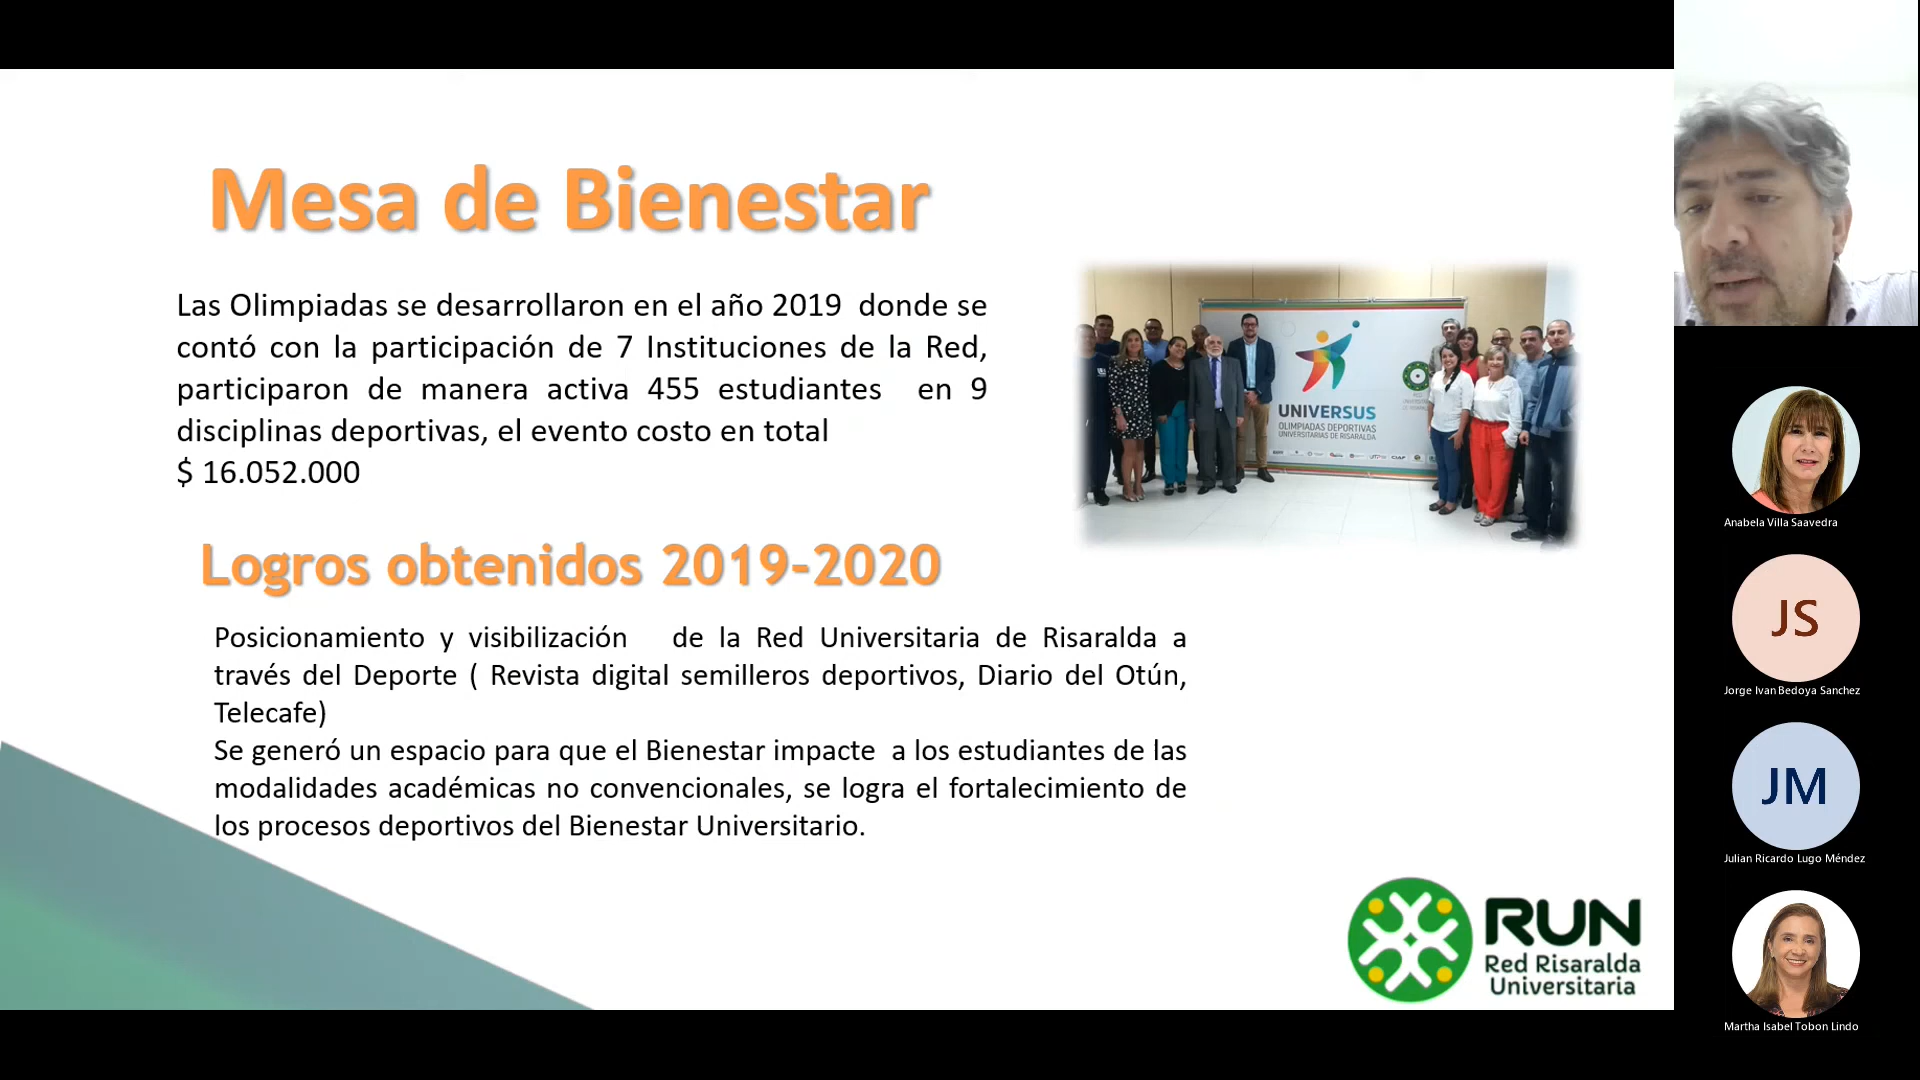 Mesa de Bienestar
Las Olimpiadas se desarrollaron en el año 2019 donde se
contó con la participación de 7 Instituciones de la Red,
participaron de manera activa 455 estudiantes en 9
disciplinas deportivas, el evento costo en total
$ 16.052.000
UNIVERSUS
OLIMPIADAS DEPORTIVAS
UNIVERSITARIAS DE RISARALDA
Logros obtenidos 2019-2020
Posicionamiento y visibilización de la Red Universitaria de Risaralda a
través del Deporte ( Revista digital semilleros deportivos, Diario del Otún,
Telecafe)
Se generó un espacio para que el Bienestar impacte a los estudiantes de las
modalidades académicas no convencionales, se logra el fortalecimiento de
los procesos deportivos del Bienestar Universitario.
RUN
Red Risaralda
Universitaria
Anabela Villa Saavedra
JS
Jorge Ivan Bedoya Sanchez
JM
Julian Ricardo Lugo Méndez
Martha Isabel Tobon Lindo